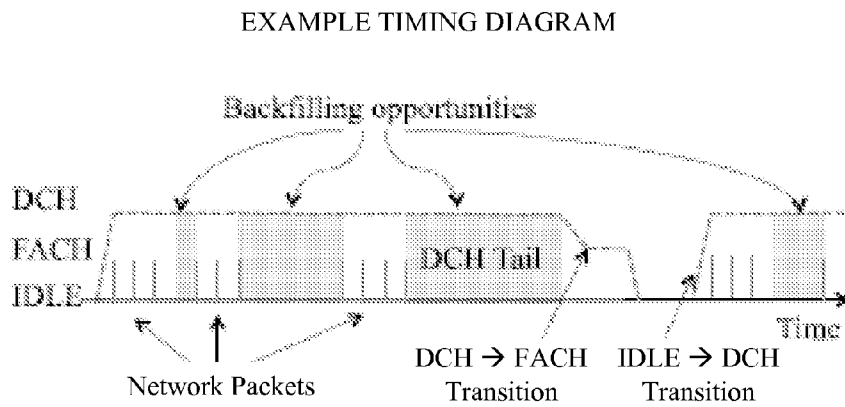 EXAMPLE TIMING DIAGRAM
Backfilling opportunities
DCH
FACH
DCH Tail
IDLE
Time
DCH → FACH
Transition
IDLE → DCH
Transition
Network Packets